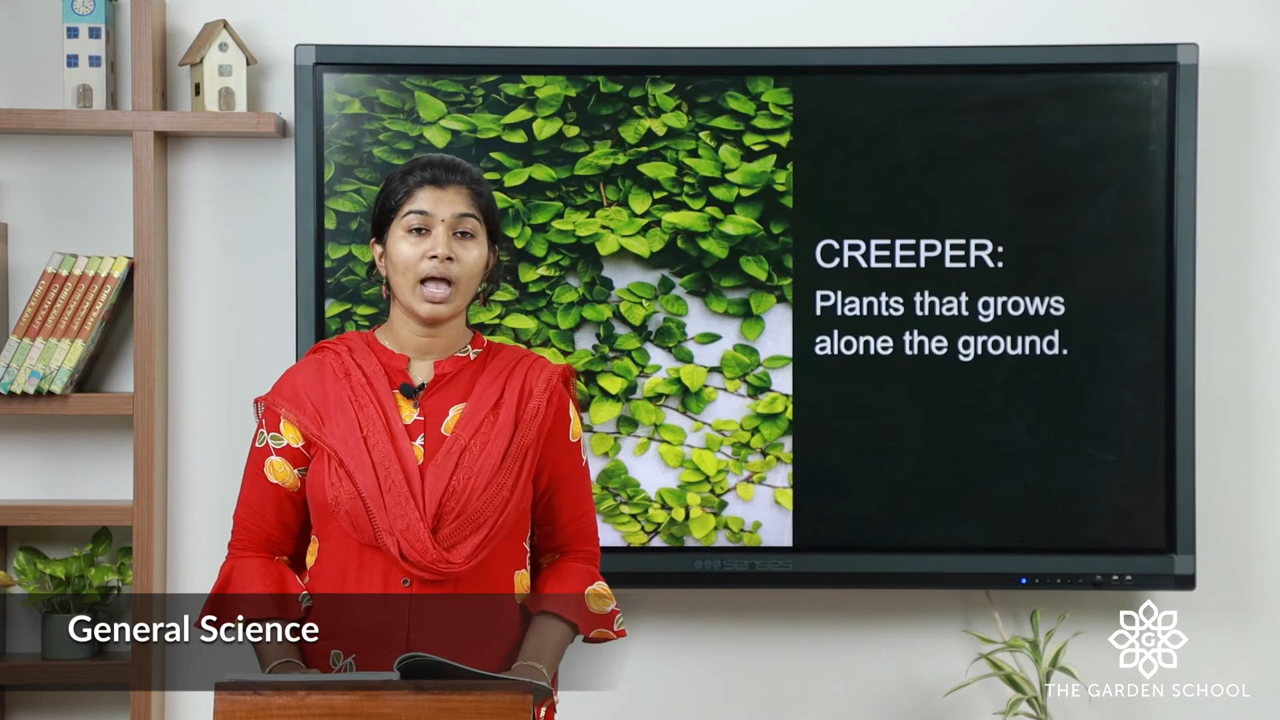 CREEPER:
Plants that grows
alone the ground.
General Science
G
THE GARDEN SCHOOL